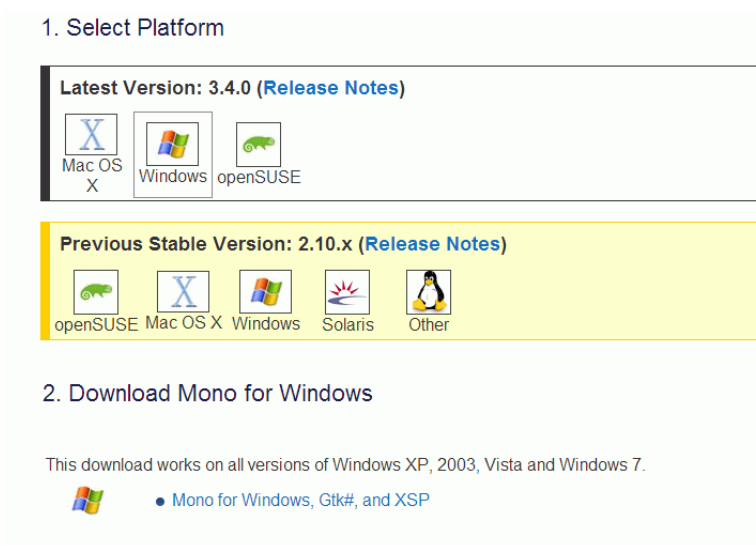 1. Select Platform
Latest Version: 3.4.0 (Release Notes)
Mac OS X
Windows
openSUSE
Previous Stable Version: 2.10.x (Release Notes)
openSUSE Mac OS X Windows Solaris Other
2. Download Mono for Windows
This download works on all versions of Windows XP, 2003, Vista and Windows 7.
• Mono for Windows, Gtk#, and XSP